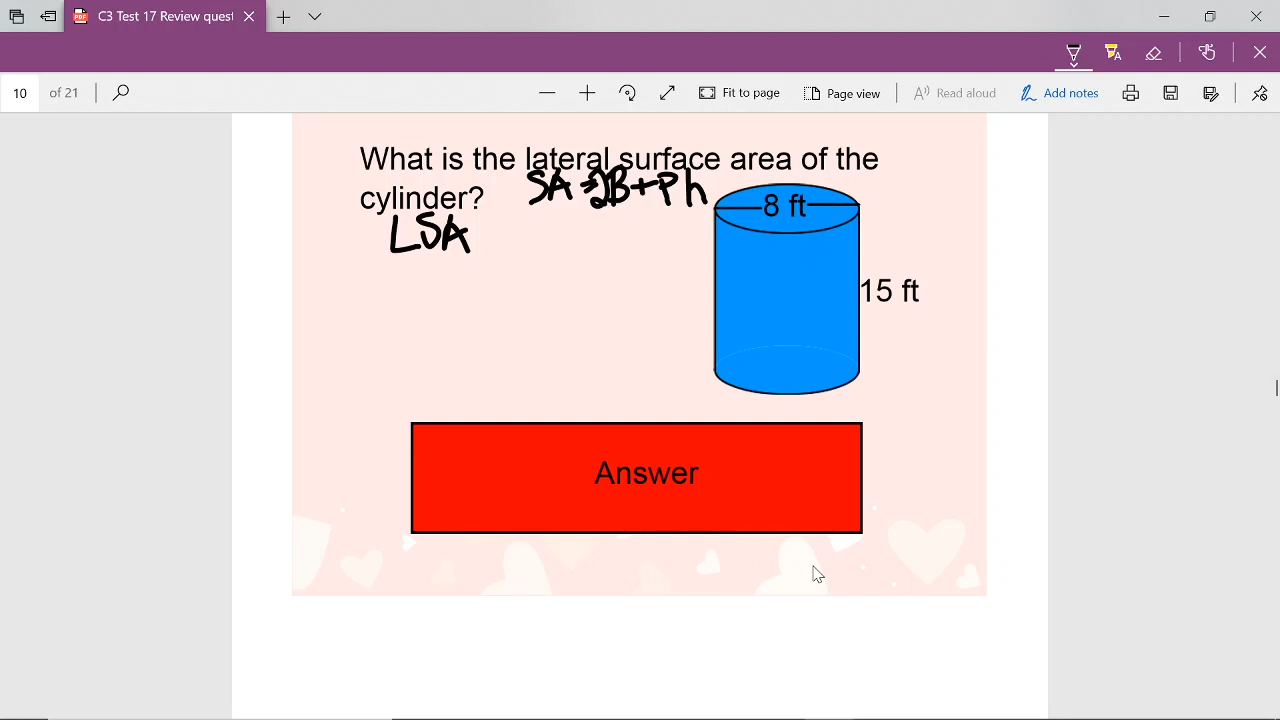 C3 Test 17 Review quest
10 of 21
Fit to page
Page view
Read aloud
Add notes
What is the lateral surface area of the
cylinder?
SA = 2B + Ph
LSA
8 ft
15 ft
Answer